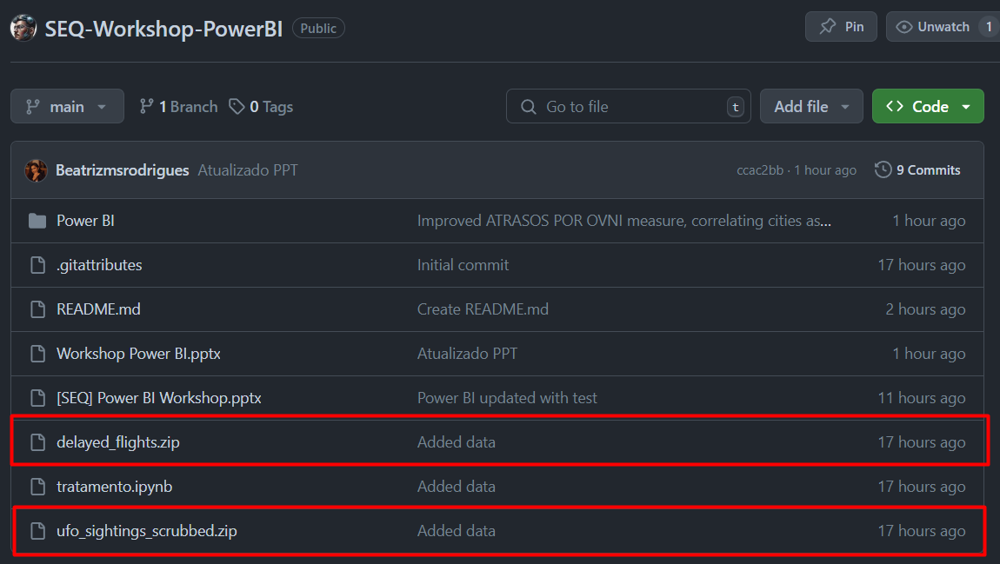 SEQ-Workshop-PowerBI Public Pin Unwatch 1
main 1 Branch 0 Tags Go to file t Add file Code
Beatrizmsrodrigues Atualizado PPT ccac2bb · 1 hour ago 9 Commits
Power BI Improved ATRASOS POR OVNI measure, correlating cities as... 1 hour ago
.gitattributes Initial commit 17 hours ago
README.md Create README.md 2 hours ago
Workshop Power BI.pptx Atualizado PPT 1 hour ago
[SEQ] Power BI Workshop.pptx Power BI updated with test 11 hours ago
delayed_flights.zip Added data 17 hours ago
tratamento.ipynb Added data 17 hours ago
ufo_sightings_scrubbed.zip Added data 17 hours ago